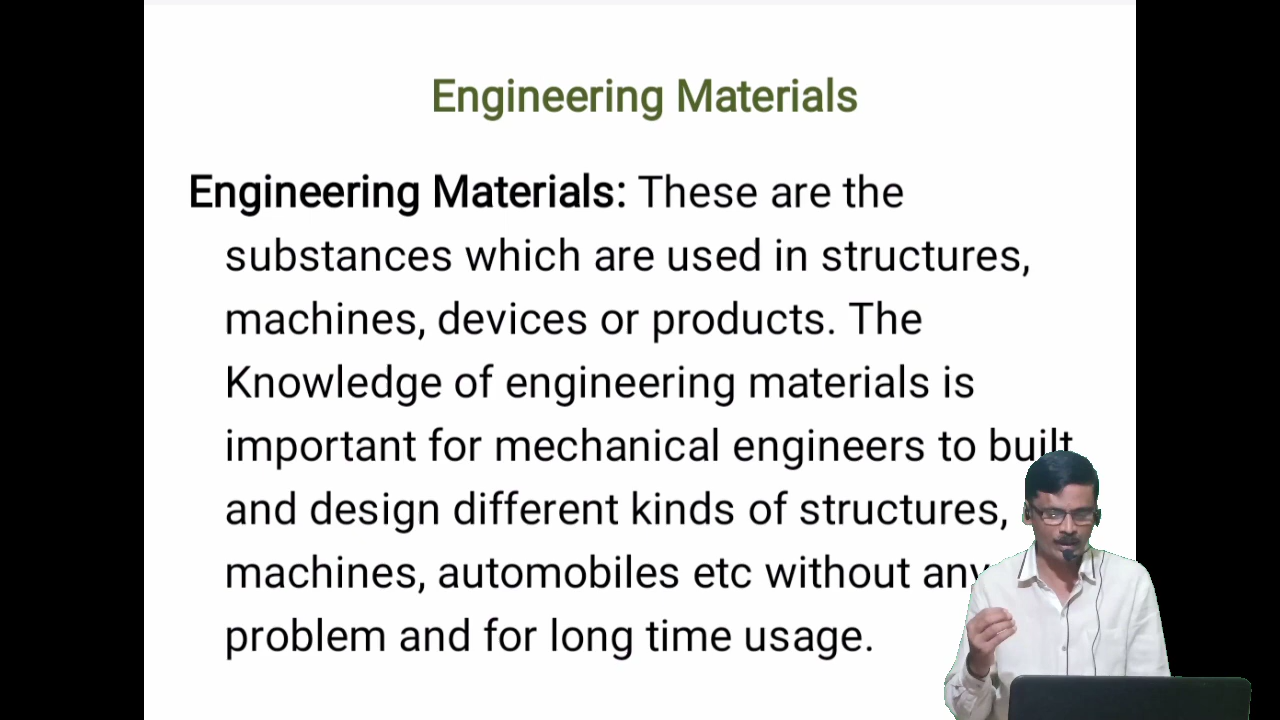 Engineering Materials
Engineering Materials: These are the
substances which are used in structures,
machines, devices or products. The
Knowledge of engineering materials is
important for mechanical engineers to built
and design different kinds of structures,
machines, automobiles etc without any
problem and for long time usage.